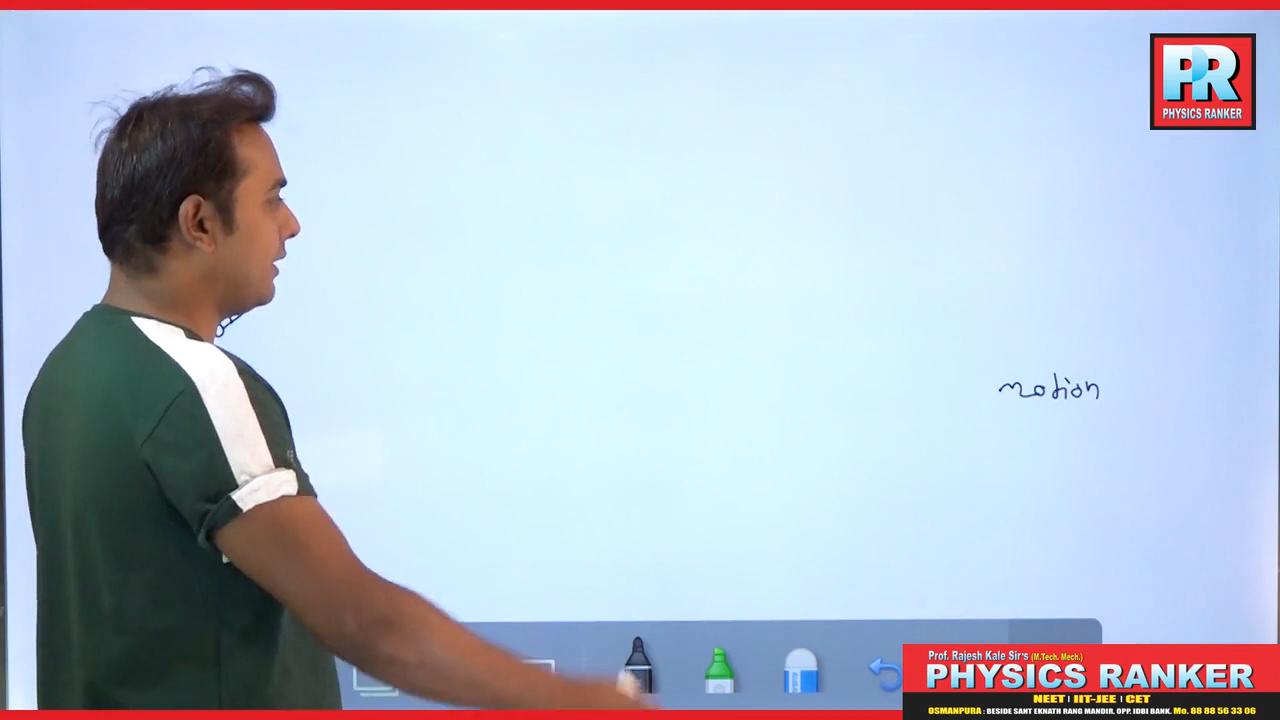 PR
PHYSICS RANKER
motion
Prof. Rajesh Kale Sir's (M.Tech. Mech.)
PHYSICS RANKER
NEET | IIT-JEE | CET
OSMANPURA : BESIDE SANT EKNATH RANG MANDIR, OPP. IDBI BANK. Mo. 88 88 56 33 06